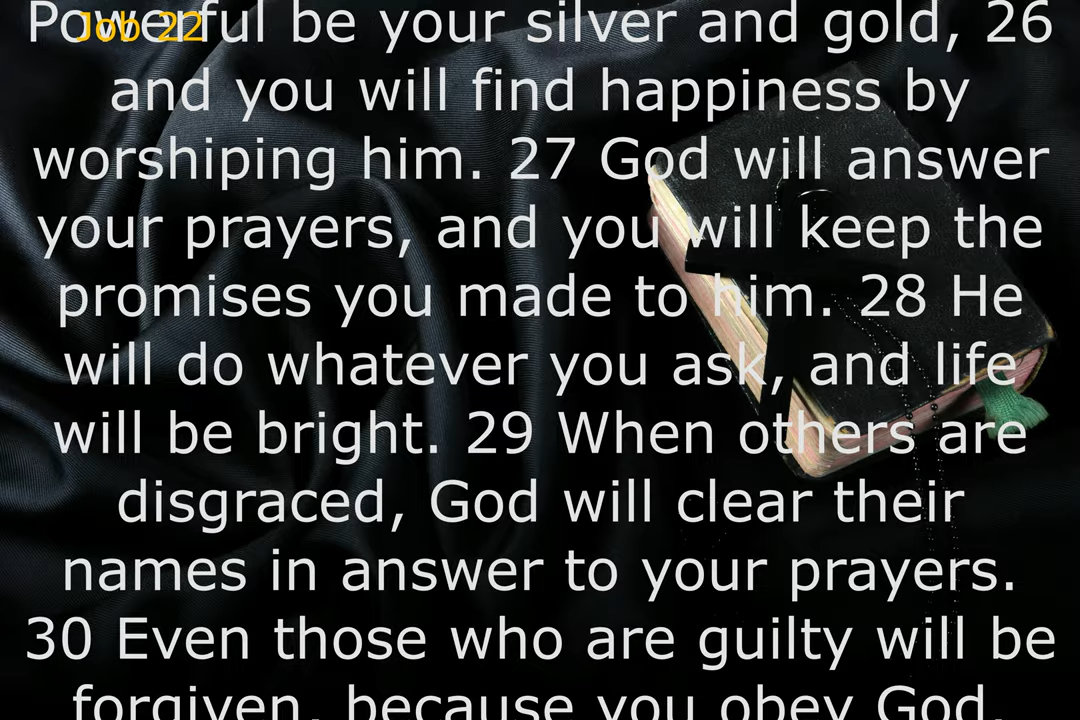 Job 22
Powerful be your silver and gold, 26
and you will find happiness by
worshiping him. 27 God will answer
your prayers, and you will keep the
promises you made to him. 28 He
will do whatever you ask, and life
will be bright. 29 When others are
disgraced, God will clear their
names in answer to your prayers.
30 Even those who are guilty will be
forgiven, because you obey God.